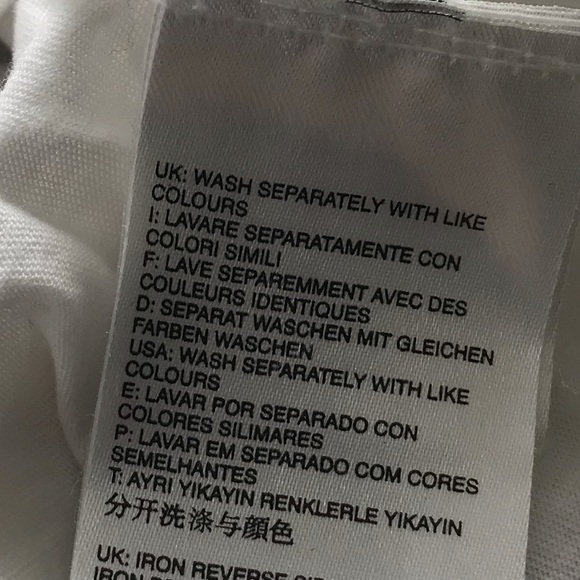 UK: WASH SEPARATELY WITH LIKE
COLOURS
I: LAVARE SEPARATAMENTE CON
COLORI SIMILI
F: LAVE SEPAREMMENT AVEC DES
COULEURS IDENTIQUES
D: SEPARAT WASCHEN MIT GLEICHEN
FARBEN WASCHEN
USA: WASH SEPARATELY WITH LIKE
COLOURS
E: LAVAR POR SEPARADO CON
COLORES SILIMARES
P: LAVAR EM SEPARADO COM CORES
SEMELHANTES
T: AYRI YIKAYIN RENKLERLE YIKAYIN
分开洗涤与顔色
UK: IRON REVERSE
IRON